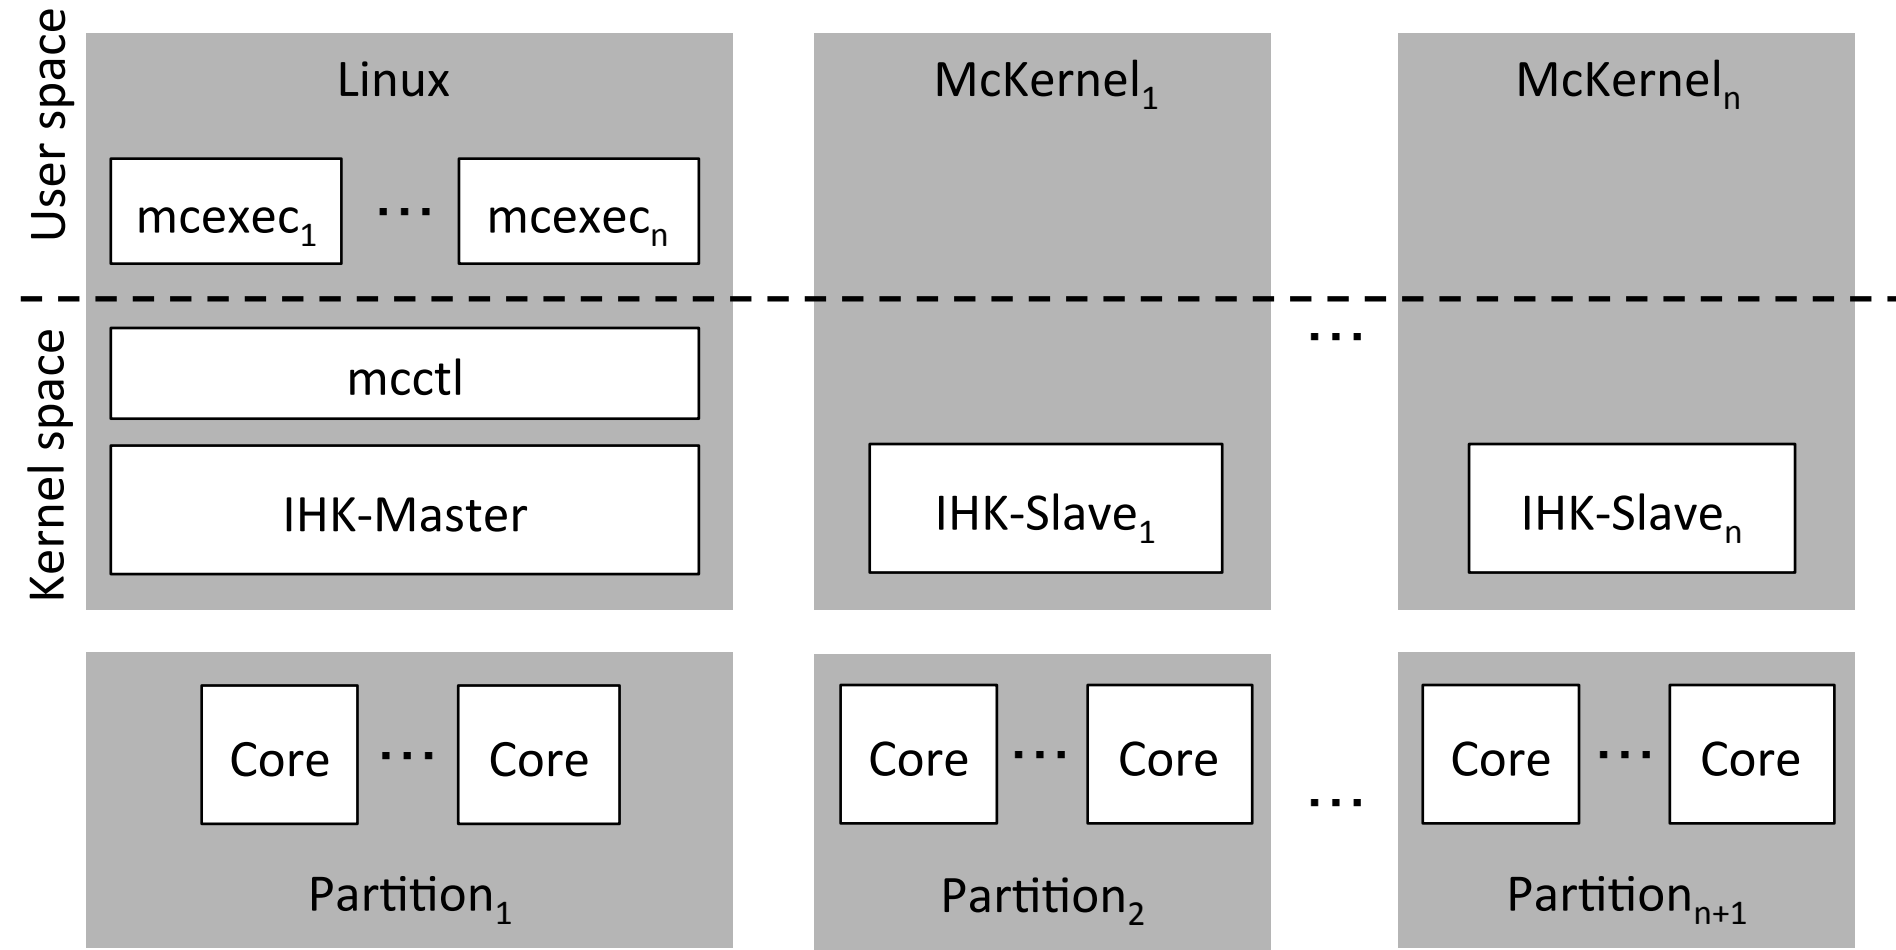 User space
Linux
McKernel1
McKerneln
mcexec1 ... mcexecn
Kernel space
mcctl
...
IHK-Master
IHK-Slave1
IHK-Slaven
Core ... Core
Core ... Core
...
Core ... Core
Partition1
Partition2
Partitionn+1